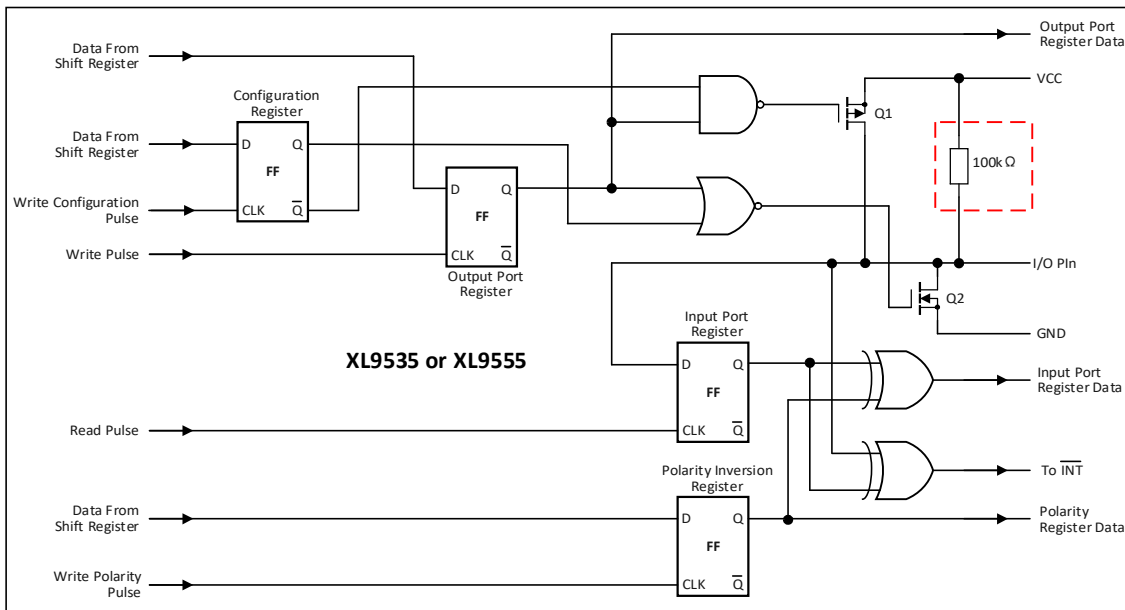 Output Port
Register Data
Data From
Shift Register
VCC
Configuration
Register
Q1
Data From
Shift Register
D
Q
100kΩ
FF
D
Q
Write Configuration
Pulse
CLK
Q̅
FF
Write Pulse
CLK
Q̅
Output Port
Register
I/O PIn
Q2
Input Port
Register
GND
XL9535 or XL9555
D
Q
Input Port
Register Data
FF
Read Pulse
CLK
Q̅
Polarity Inversion
Register
To I̅N̅T̅
Data From
Shift Register
D
Q
Polarity
Register Data
FF
Write Polarity
Pulse
CLK
Q̅